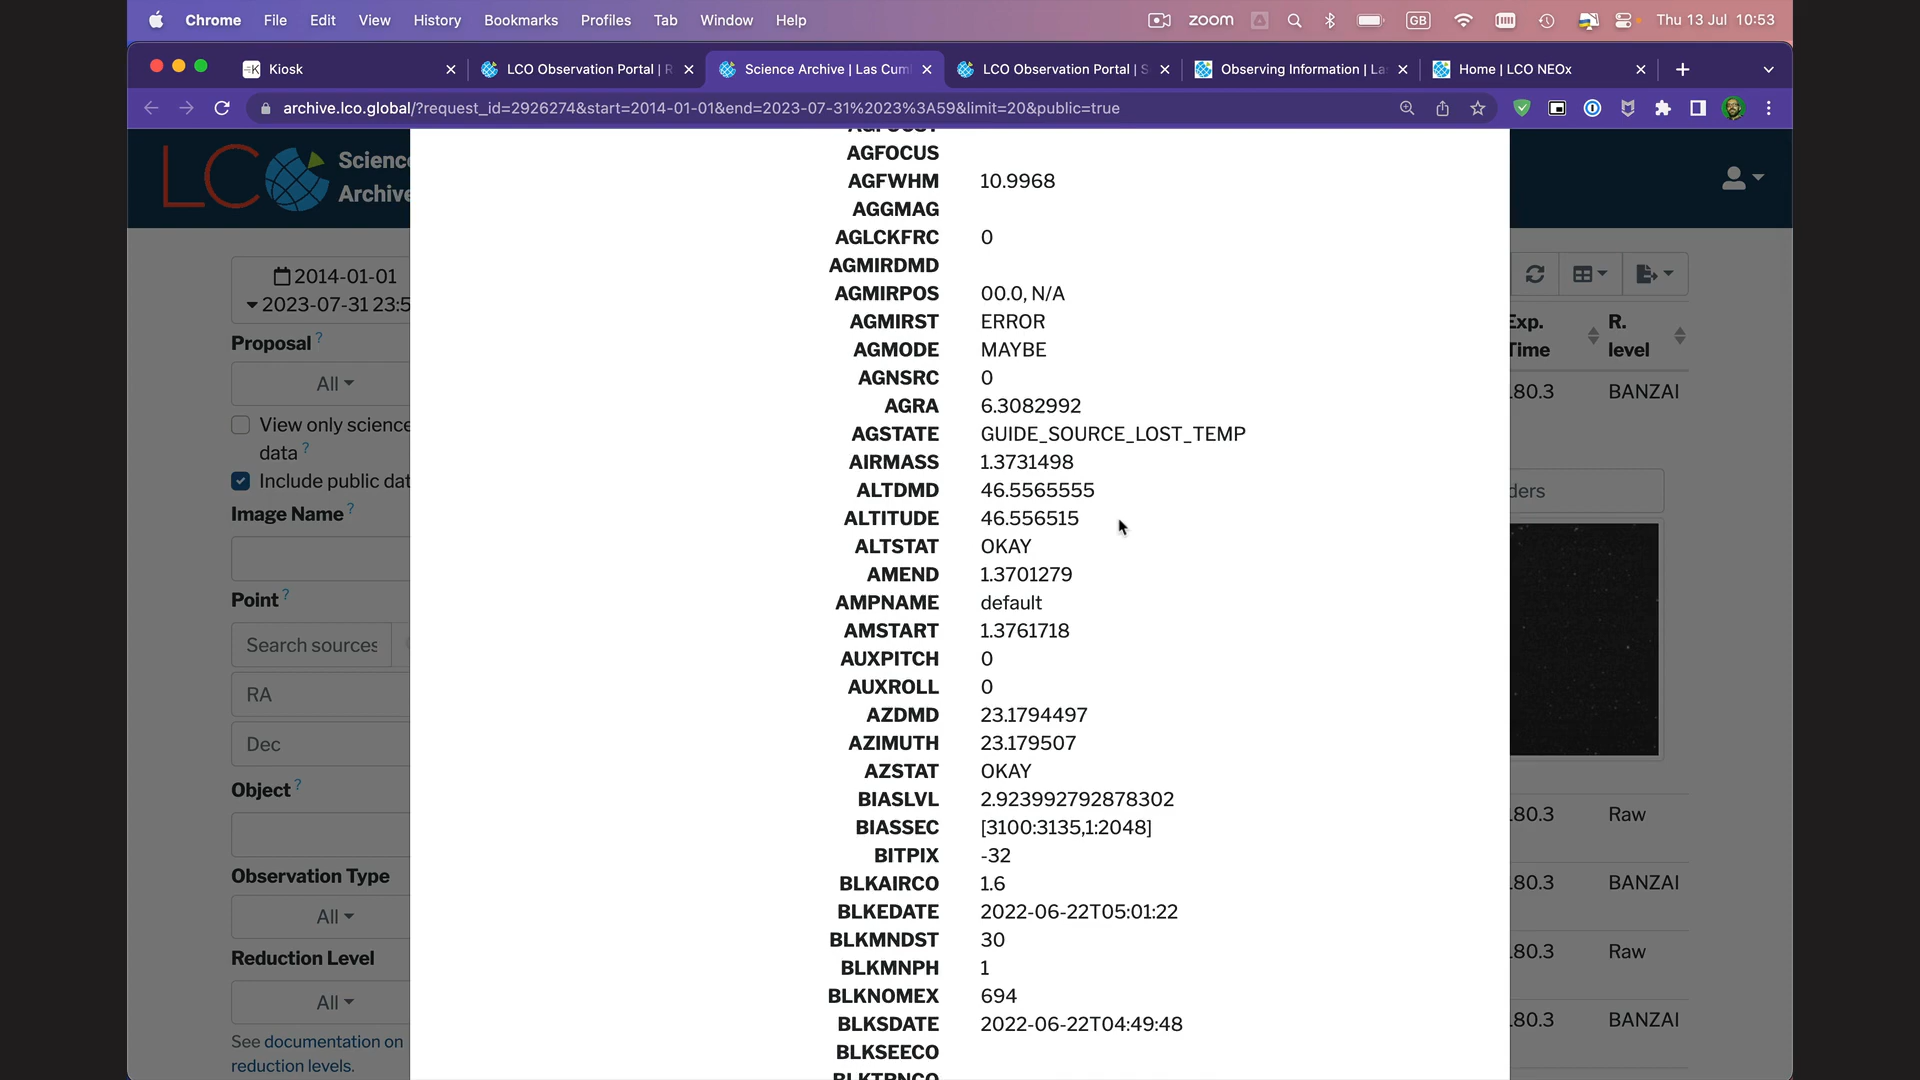 Chrome File Edit View History Bookmarks Profiles Tab Window Help zoom GB Thu 13 Jul 10:53
Kiosk LCO Observation Portal | R Science Archive | Las Cum LCO Observation Portal | S Observing Information | La Home | LCO NEOx
archive.lco.global/?request_id=2926274&start=2014-01-01&end=2023-07-31%2023%3A59&limit=20&public=true
LC Science
Archive
2014-01-01
2023-07-31 23:5
Proposal ?
All
View only science
data ?
Include public dat
Image Name ?
Point ?
Search sources
RA
Dec
Object ?
Observation Type
All
Reduction Level
All
See documentation on
reduction levels.
AGFOCUS
AGFWHM 10.9968
AGGMAG
AGLCKFRC 0
AGMIRDMD
AGMIRPOS 00.0, N/A
AGMIRST ERROR
AGMODE MAYBE
AGNSRC 0
AGRA 6.3082992
AGSTATE GUIDE_SOURCE_LOST_TEMP
AIRMASS 1.3731498
ALTDMD 46.5565555
ALTITUDE 46.556515
ALTSTAT OKAY
AMEND 1.3701279
AMPNAME default
AMSTART 1.3761718
AUXPITCH 0
AUXROLL 0
AZDMD 23.1794497
AZIMUTH 23.179507
AZSTAT OKAY
BIASLVL 2.923992792878302
BIASSEC [3100:3135,1:2048]
BITPIX -32
BLKAIRCO 1.6
BLKEDATE 2022-06-22T05:01:22
BLKMNDST 30
BLKMNPH 1
BLKNOMEX 694
BLKSDATE 2022-06-22T04:49:48
BLKSEECO
Exp. R.
Time level
80.3 BANZAI
ders
80.3 Raw
80.3 BANZAI
80.3 Raw
80.3 BANZAI